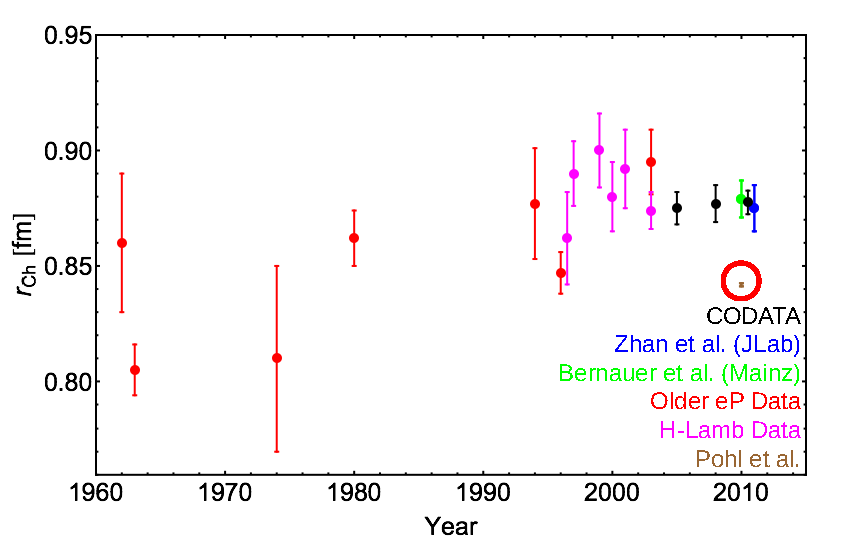 0.95
0.90
0.85
0.80
rCh [fm]
CODATA
Zhan et al. (JLab)
Bernauer et al. (Mainz)
Older eP Data
H-Lamb Data
Pohl et al.
1960 1970 1980 1990 2000 2010
Year